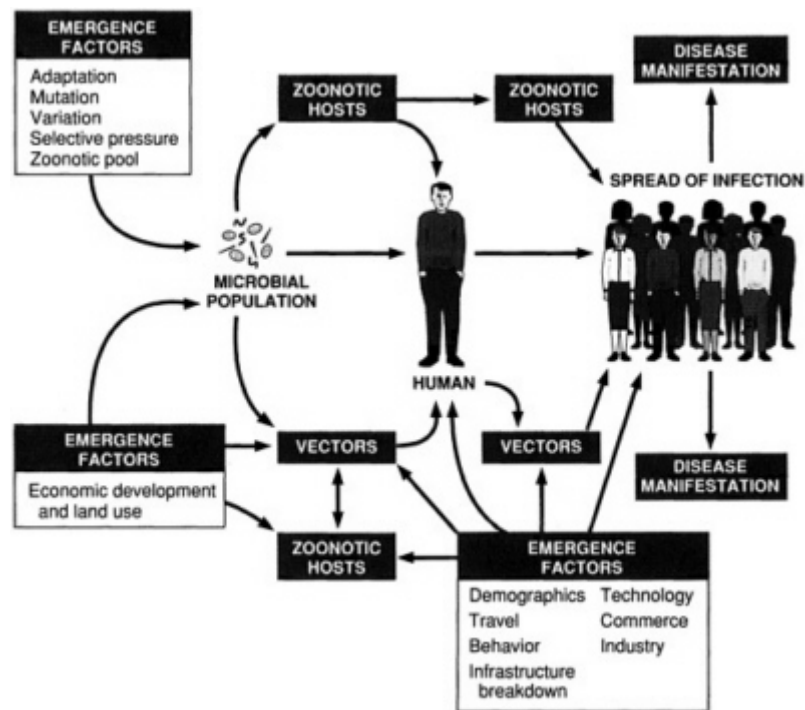 EMERGENCE
FACTORS
Adaptation
Mutation
Variation
Selective pressure
Zoonotic pool
ZOONOTIC
HOSTS
ZOONOTIC
HOSTS
DISEASE
MANIFESTATION
SPREAD OF INFECTION
MICROBIAL
POPULATION
HUMAN
EMERGENCE
FACTORS
Economic development
and land use
VECTORS
VECTORS
DISEASE
MANIFESTATION
ZOONOTIC
HOSTS
EMERGENCE
FACTORS
Demographics
Travel
Behavior
Infrastructure
breakdown
Technology
Commerce
Industry